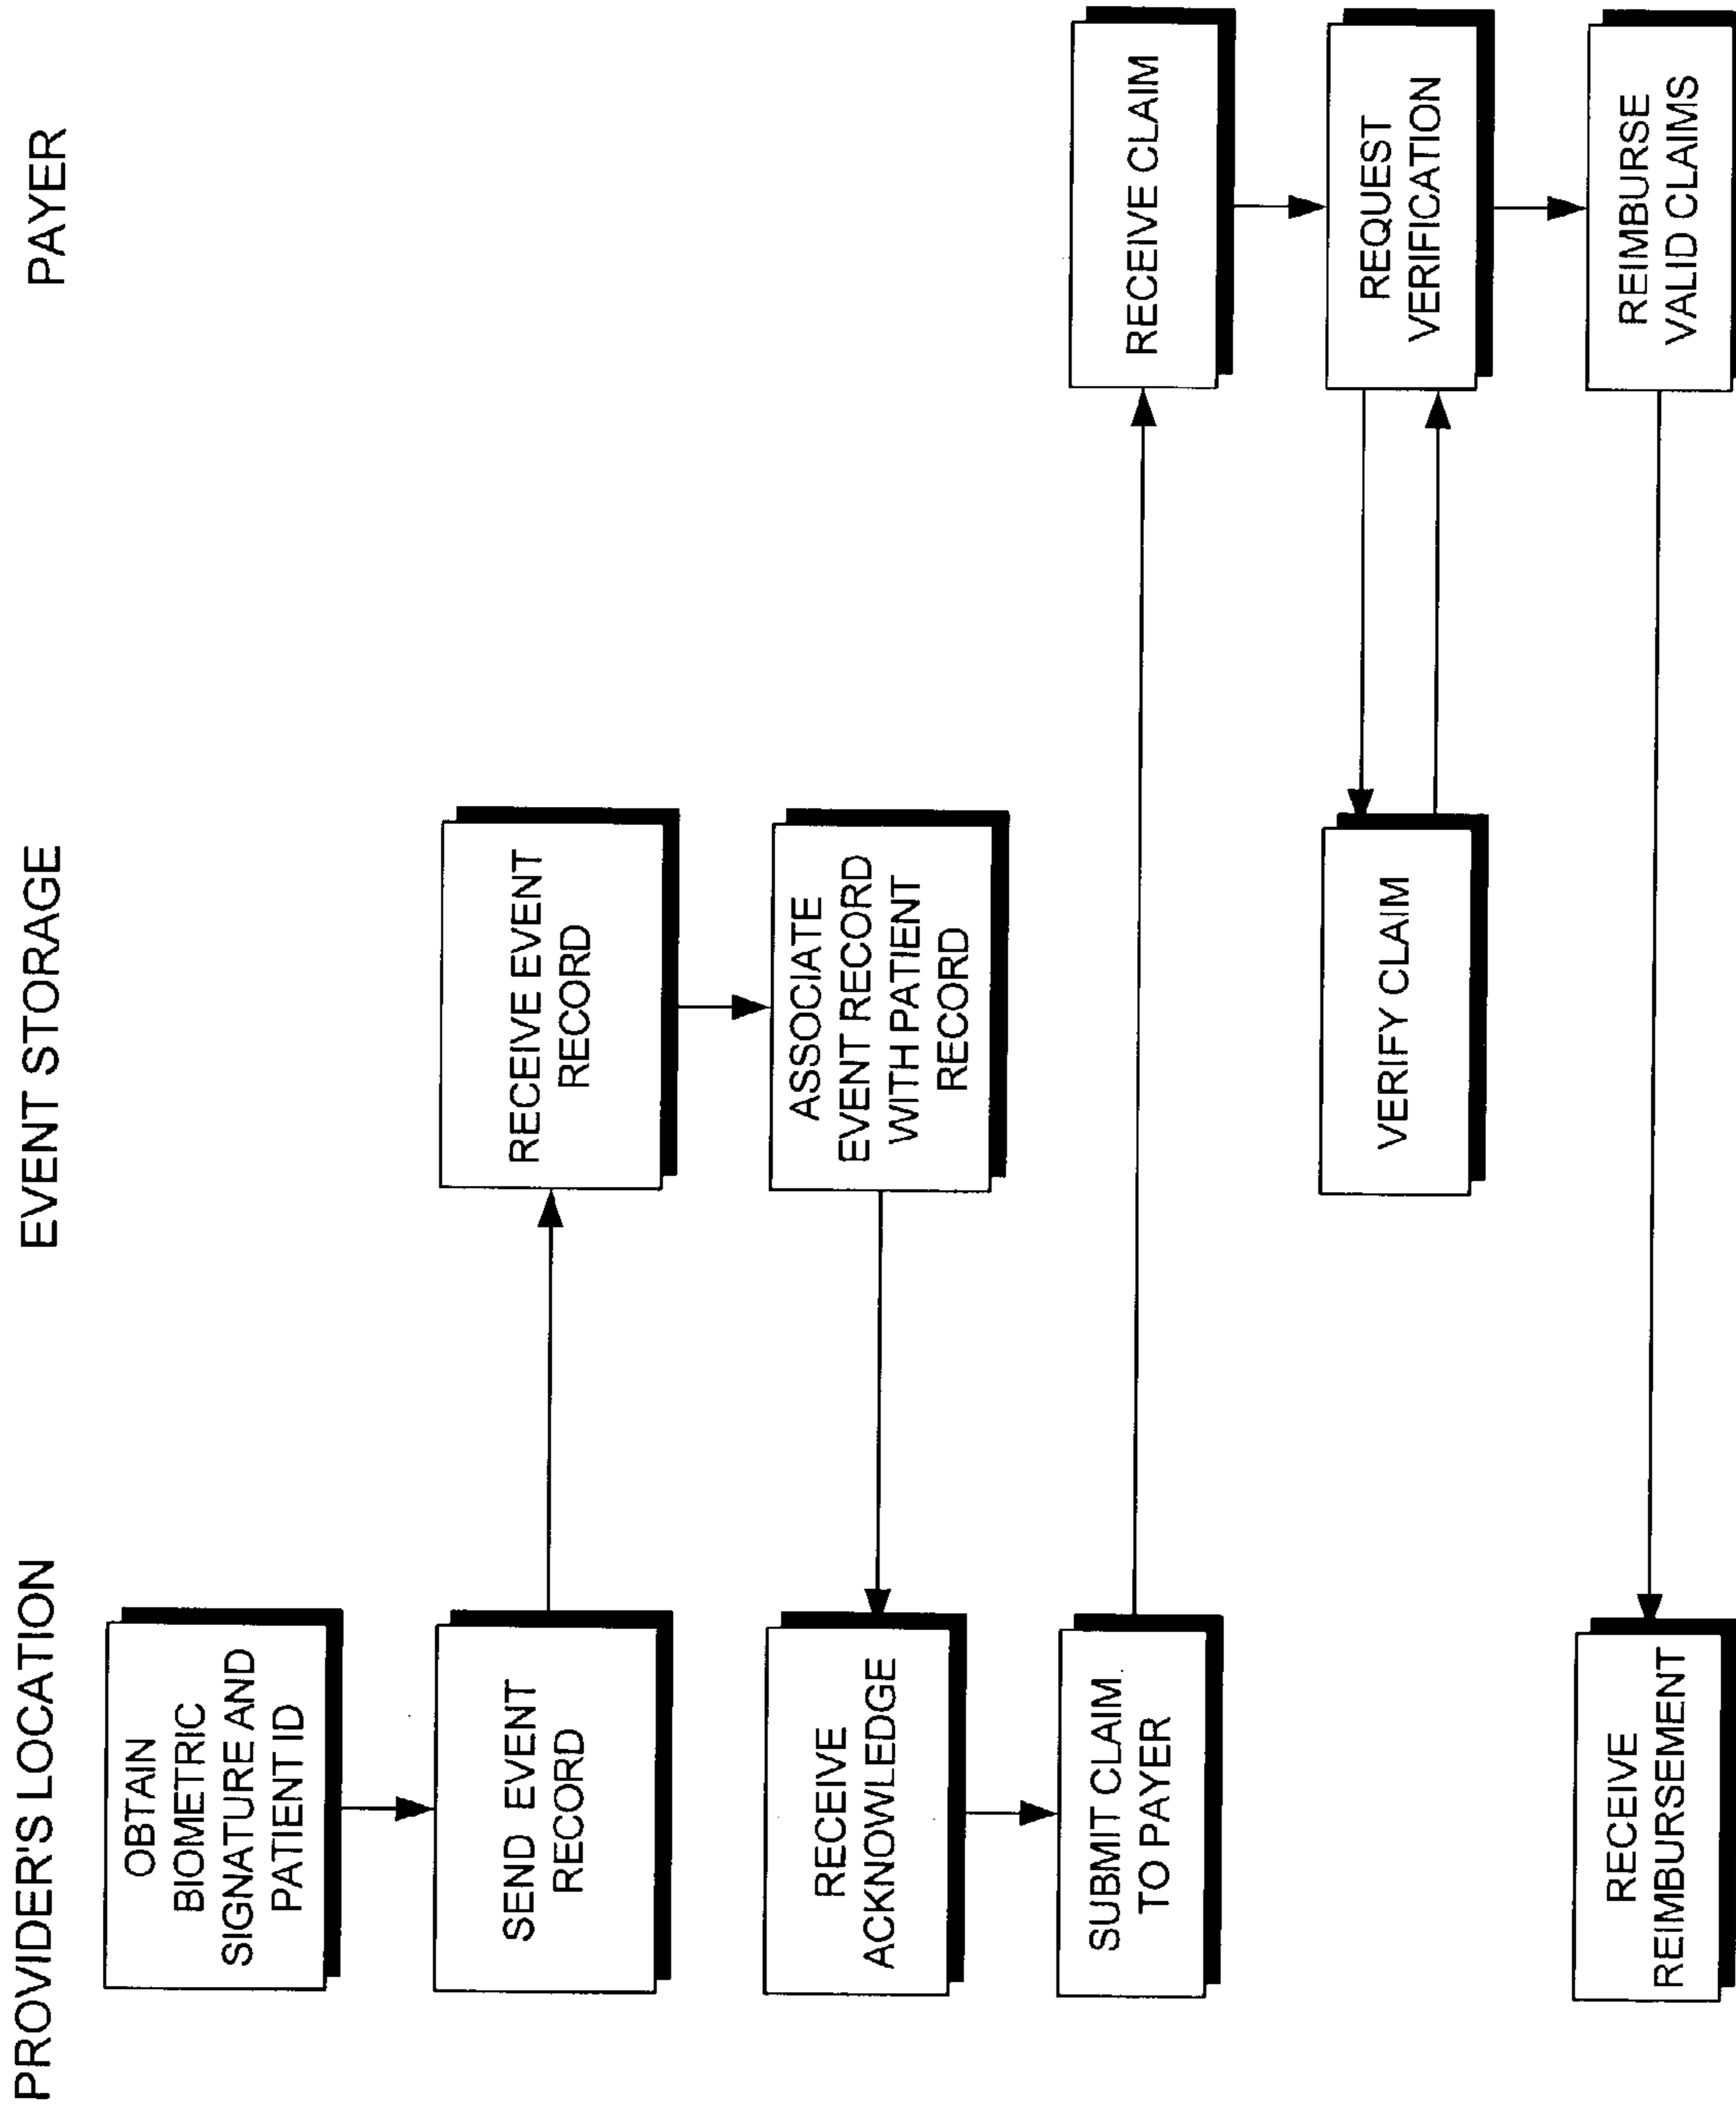 PROVIDER'S LOCATION
EVENT STORAGE
PAYER
OBTAIN
BIOMETRIC
SIGNATURE AND
PATIENT ID
SEND EVENT
RECORD
RECEIVE EVENT
RECORD
ASSOCIATE
EVENT RECORD
WITH PATIENT
RECORD
RECEIVE
ACKNOWLEDGE
SUBMIT CLAIM
TO PAYER
RECEIVE CLAIM
REQUEST
VERIFICATION
VERIFY CLAIM
REIMBURSE
VALID CLAIMS
RECEIVE
REIMBURSEMENT